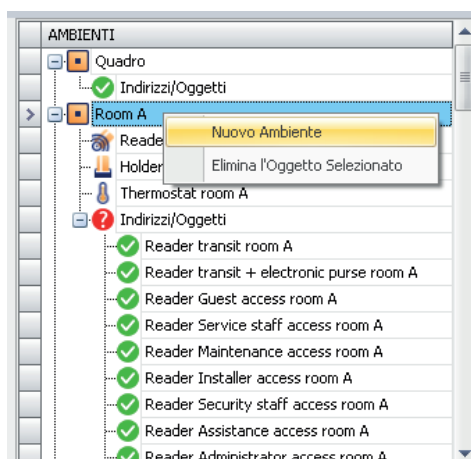 AMBIENTI
Quadro
Indirizzi/Oggetti
Room A
Nuovo Ambiente
Elimina l'Oggetto Selezionato
Reade
Holder
Thermostat room A
Indirizzi/Oggetti
Reader transit room A
Reader transit + electronic purse room A
Reader Guest access room A
Reader Service staff access room A
Reader Maintenance access room A
Reader Installer access room A
Reader Security staff access room A
Reader Assistance access room A
Reader Administrator access room A